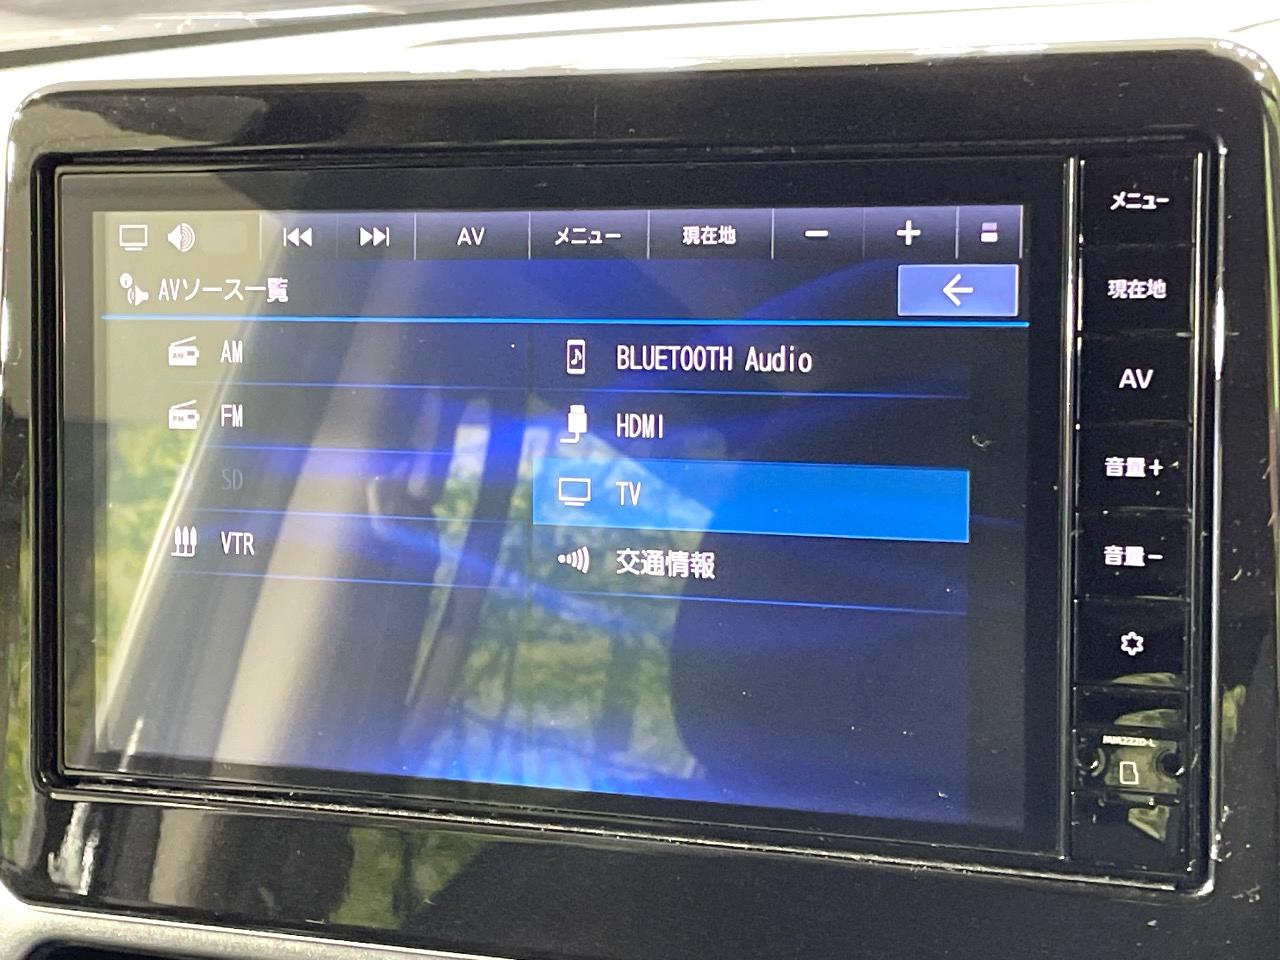 AV メニュー 現在地 − +
AVソース一覧
AM
FM
SD
VTR
BLUETOOTH Audio
HDMI
TV
交通情報
メニュー
現在地
AV
音量+
音量−
MM222D-L